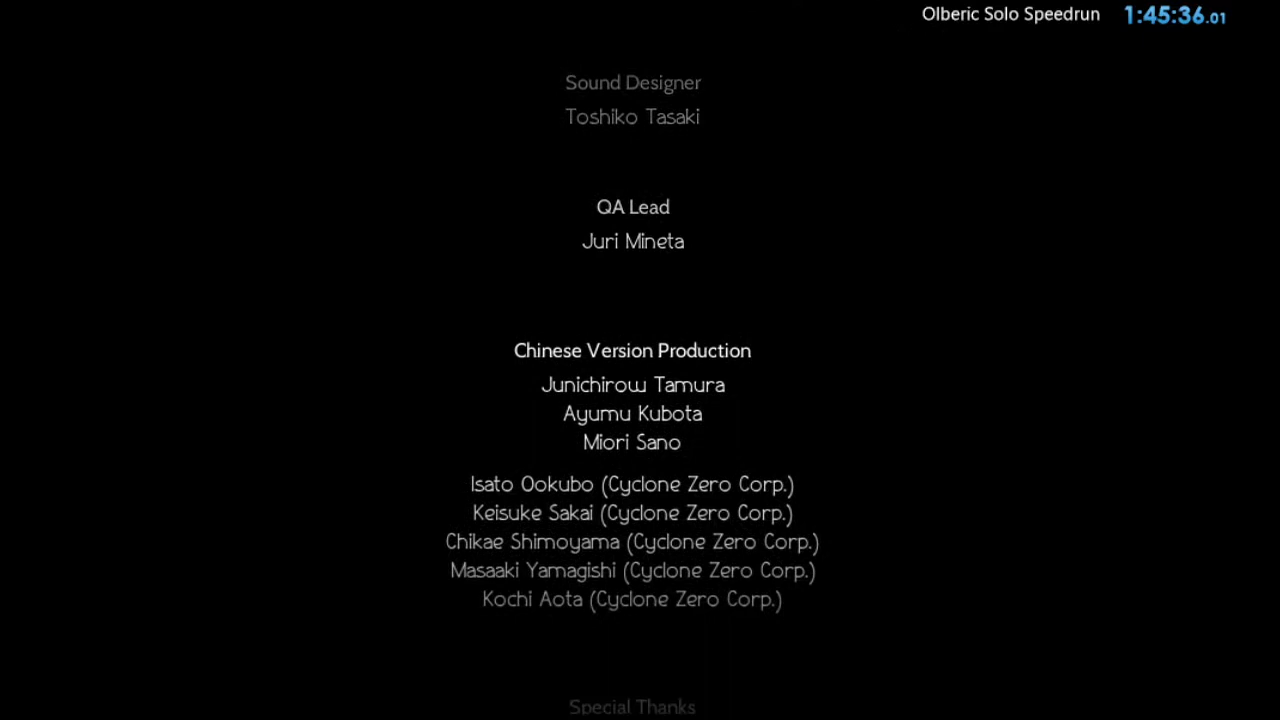 Olberic Solo Speedrun 1:45:36.01
Sound Designer
Toshiko Tasaki
QA Lead
Juri Mineta
Chinese Version Production
Junichirow Tamura
Ayumu Kubota
Miori Sano
Isato Ookubo (Cyclone Zero Corp.)
Keisuke Sakai (Cyclone Zero Corp.)
Chikae Shimoyama (Cyclone Zero Corp.)
Masaaki Yamagishi (Cyclone Zero Corp.)
Kochi Aota (Cyclone Zero Corp.)
Special Thanks